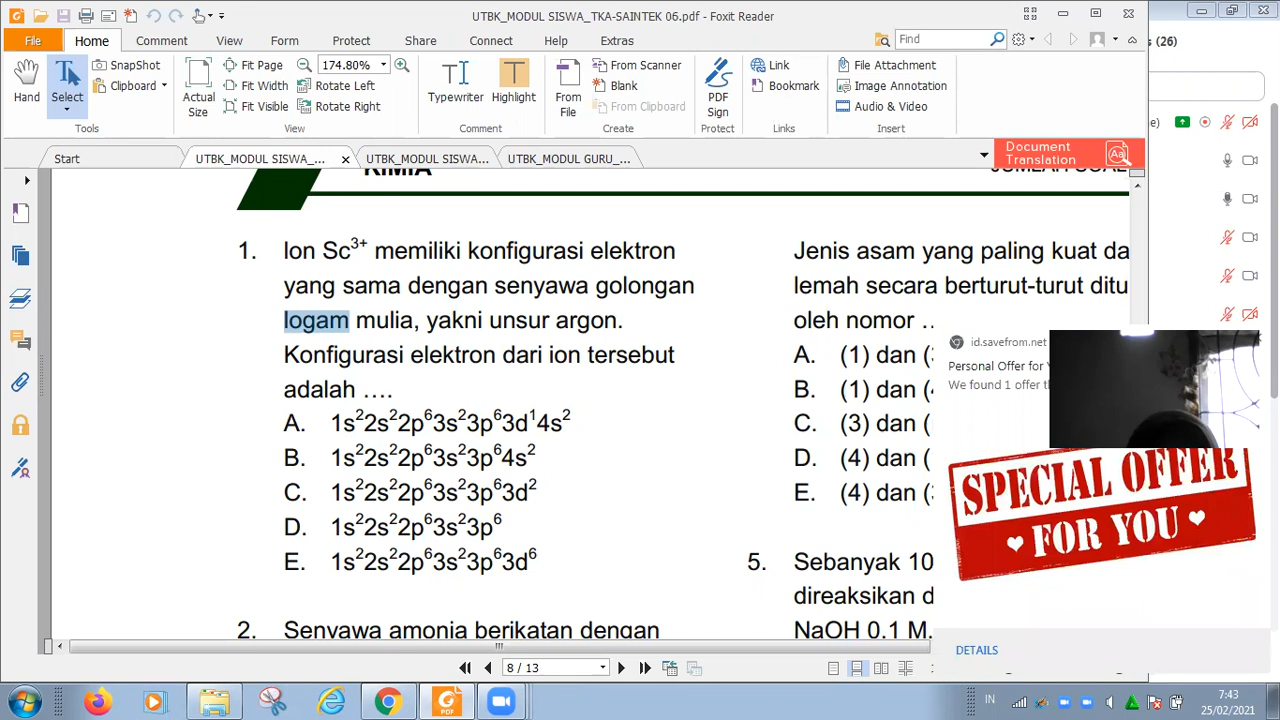 UTBK_MODUL SISWA_TKA-SAINTEK 06.pdf - Foxit Reader
File Home Comment View Form Protect Share Connect Help Extras Find
Hand Select SnapShot Clipboard Tools
Actual Size Fit Page Fit Width Fit Visible 174.80% Rotate Left Rotate Right View
Typewriter Highlight Comment
From File From Scanner Blank From Clipboard Create
PDF Sign Protect
Link Bookmark Links
File Attachment Image Annotation Audio & Video Insert
Start UTBK_MODUL SISWA_... UTBK_MODUL SISWA... UTBK_MODUL GURU_...
Document Translation
(26)
KIMIA
1. Ion Sc³⁺ memiliki konfigurasi elektron
yang sama dengan senyawa golongan
logam mulia, yakni unsur argon.
Konfigurasi elektron dari ion tersebut
adalah ....
A. 1s²2s²2p⁶3s²3p⁶3d¹4s²
B. 1s²2s²2p⁶3s²3p⁶4s²
C. 1s²2s²2p⁶3s²3p⁶3d²
D. 1s²2s²2p⁶3s²3p⁶
E. 1s²2s²2p⁶3s²3p⁶3d⁶
2. Senyawa amonia berikatan dengan
Jenis asam yang paling kuat da
lemah secara berturut-turut ditu
oleh nomor ..
A. (1) dan (
B. (1) dan (
C. (3) dan (
D. (4) dan (
E. (4) dan (
5. Sebanyak 10
direaksikan d
NaOH 0,1 M.
id.savefrom.net
Personal Offer for Y
We found 1 offer th
SPECIAL OFFER
FOR YOU
DETAILS
8 / 13
IN
7:43
25/02/2021